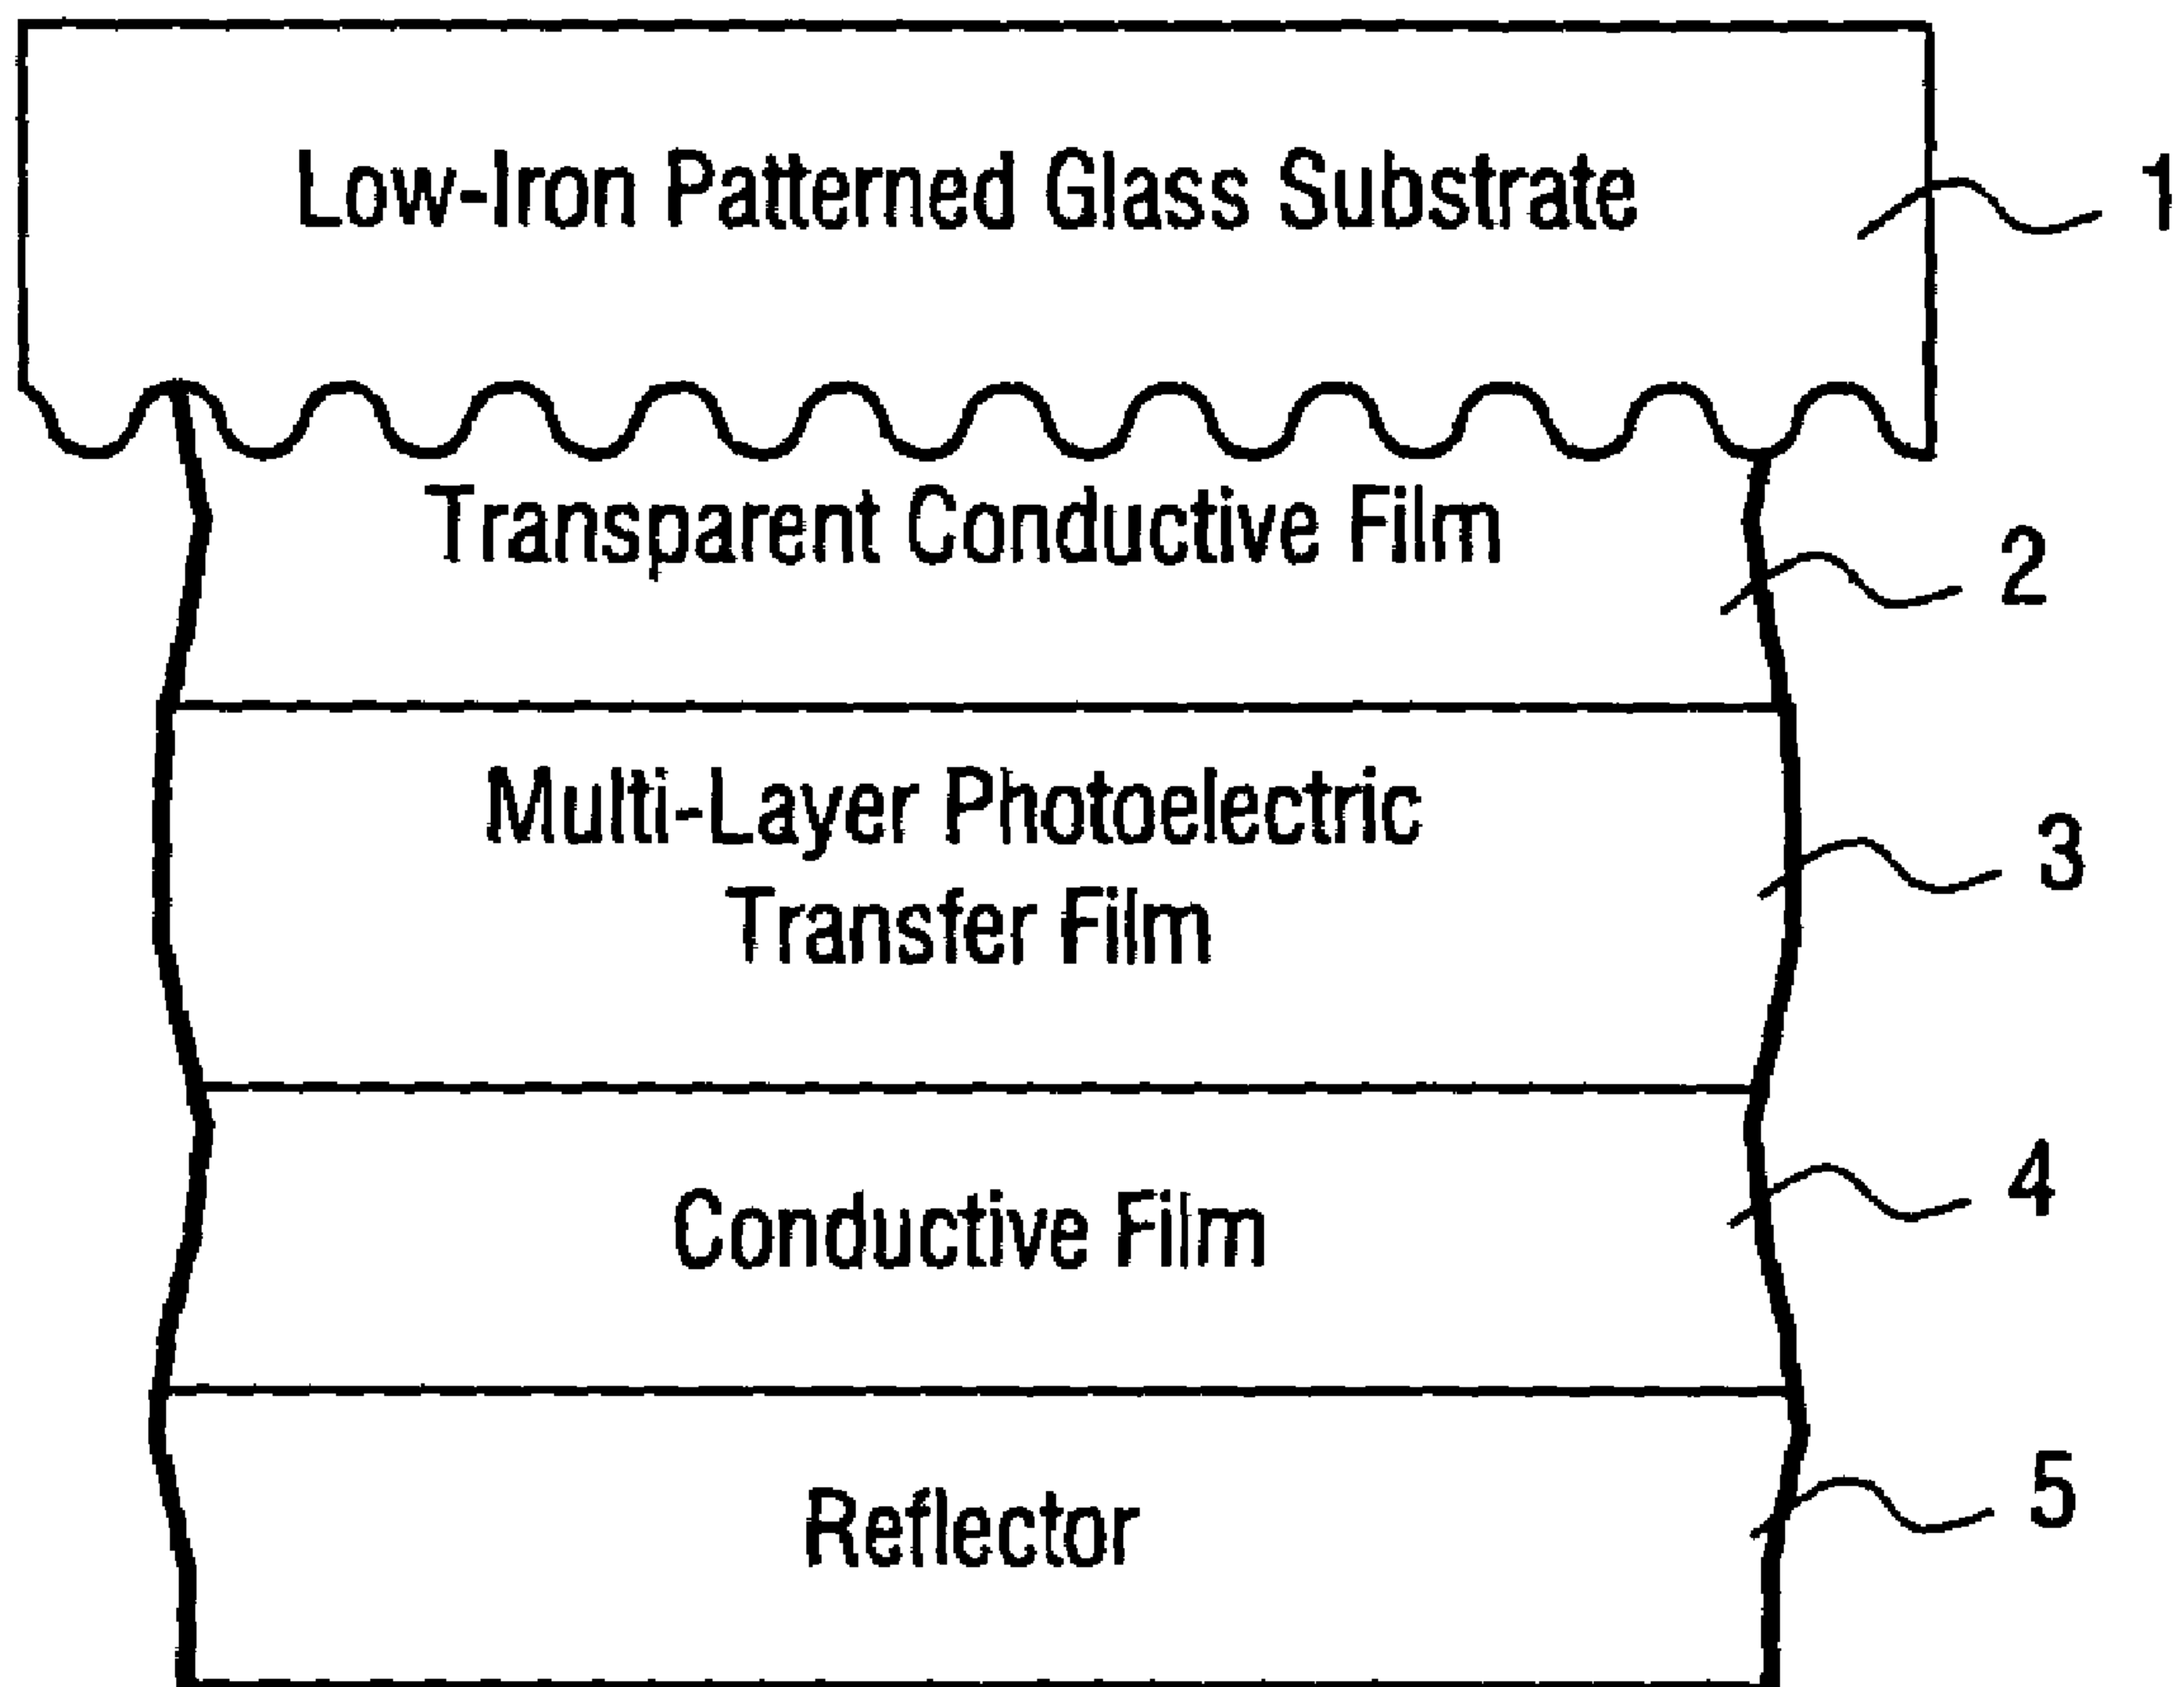 Low-Iron Patterned Glass Substrate 1
Transparent Conductive Film 2
Multi-Layer Photoelectric
Transfer Film 3
Conductive Film 4
Reflector 5